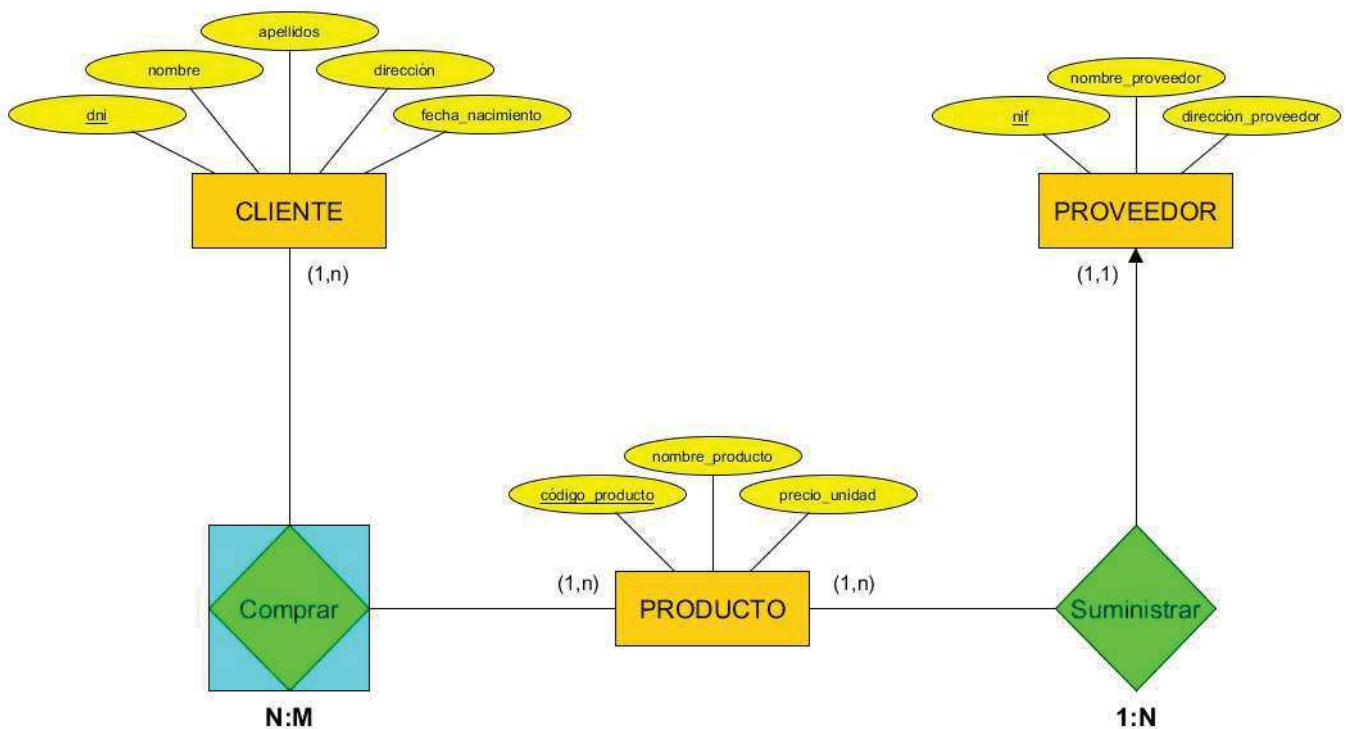 apellidos
nombre
dirección
dni
fecha_nacimiento
CLIENTE
(1,n)
nombre_proveedor
nif
dirección_proveedor
PROVEEDOR
(1,1)
nombre_producto
código_producto
precio_unidad
(1,n)
PRODUCTO
(1,n)
Comprar
N:M
Suministrar
1:N